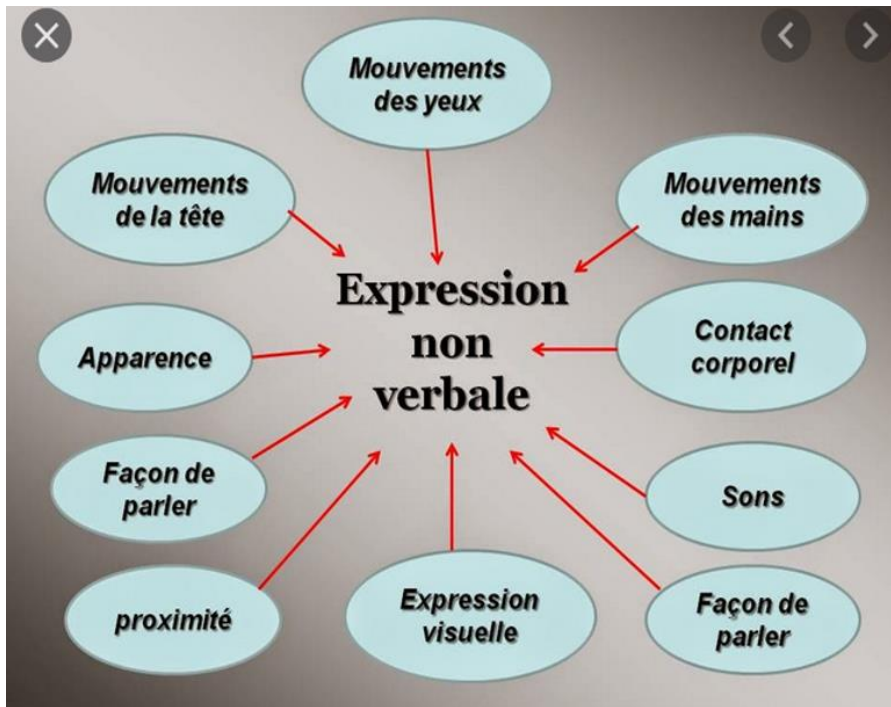 Mouvements
des yeux
Mouvements
de la tête
Mouvements
des mains
Expression
non
verbale
Apparence
Contact
corporel
Façon de
parler
Sons
proximité
Expression
visuelle
Façon de
parler